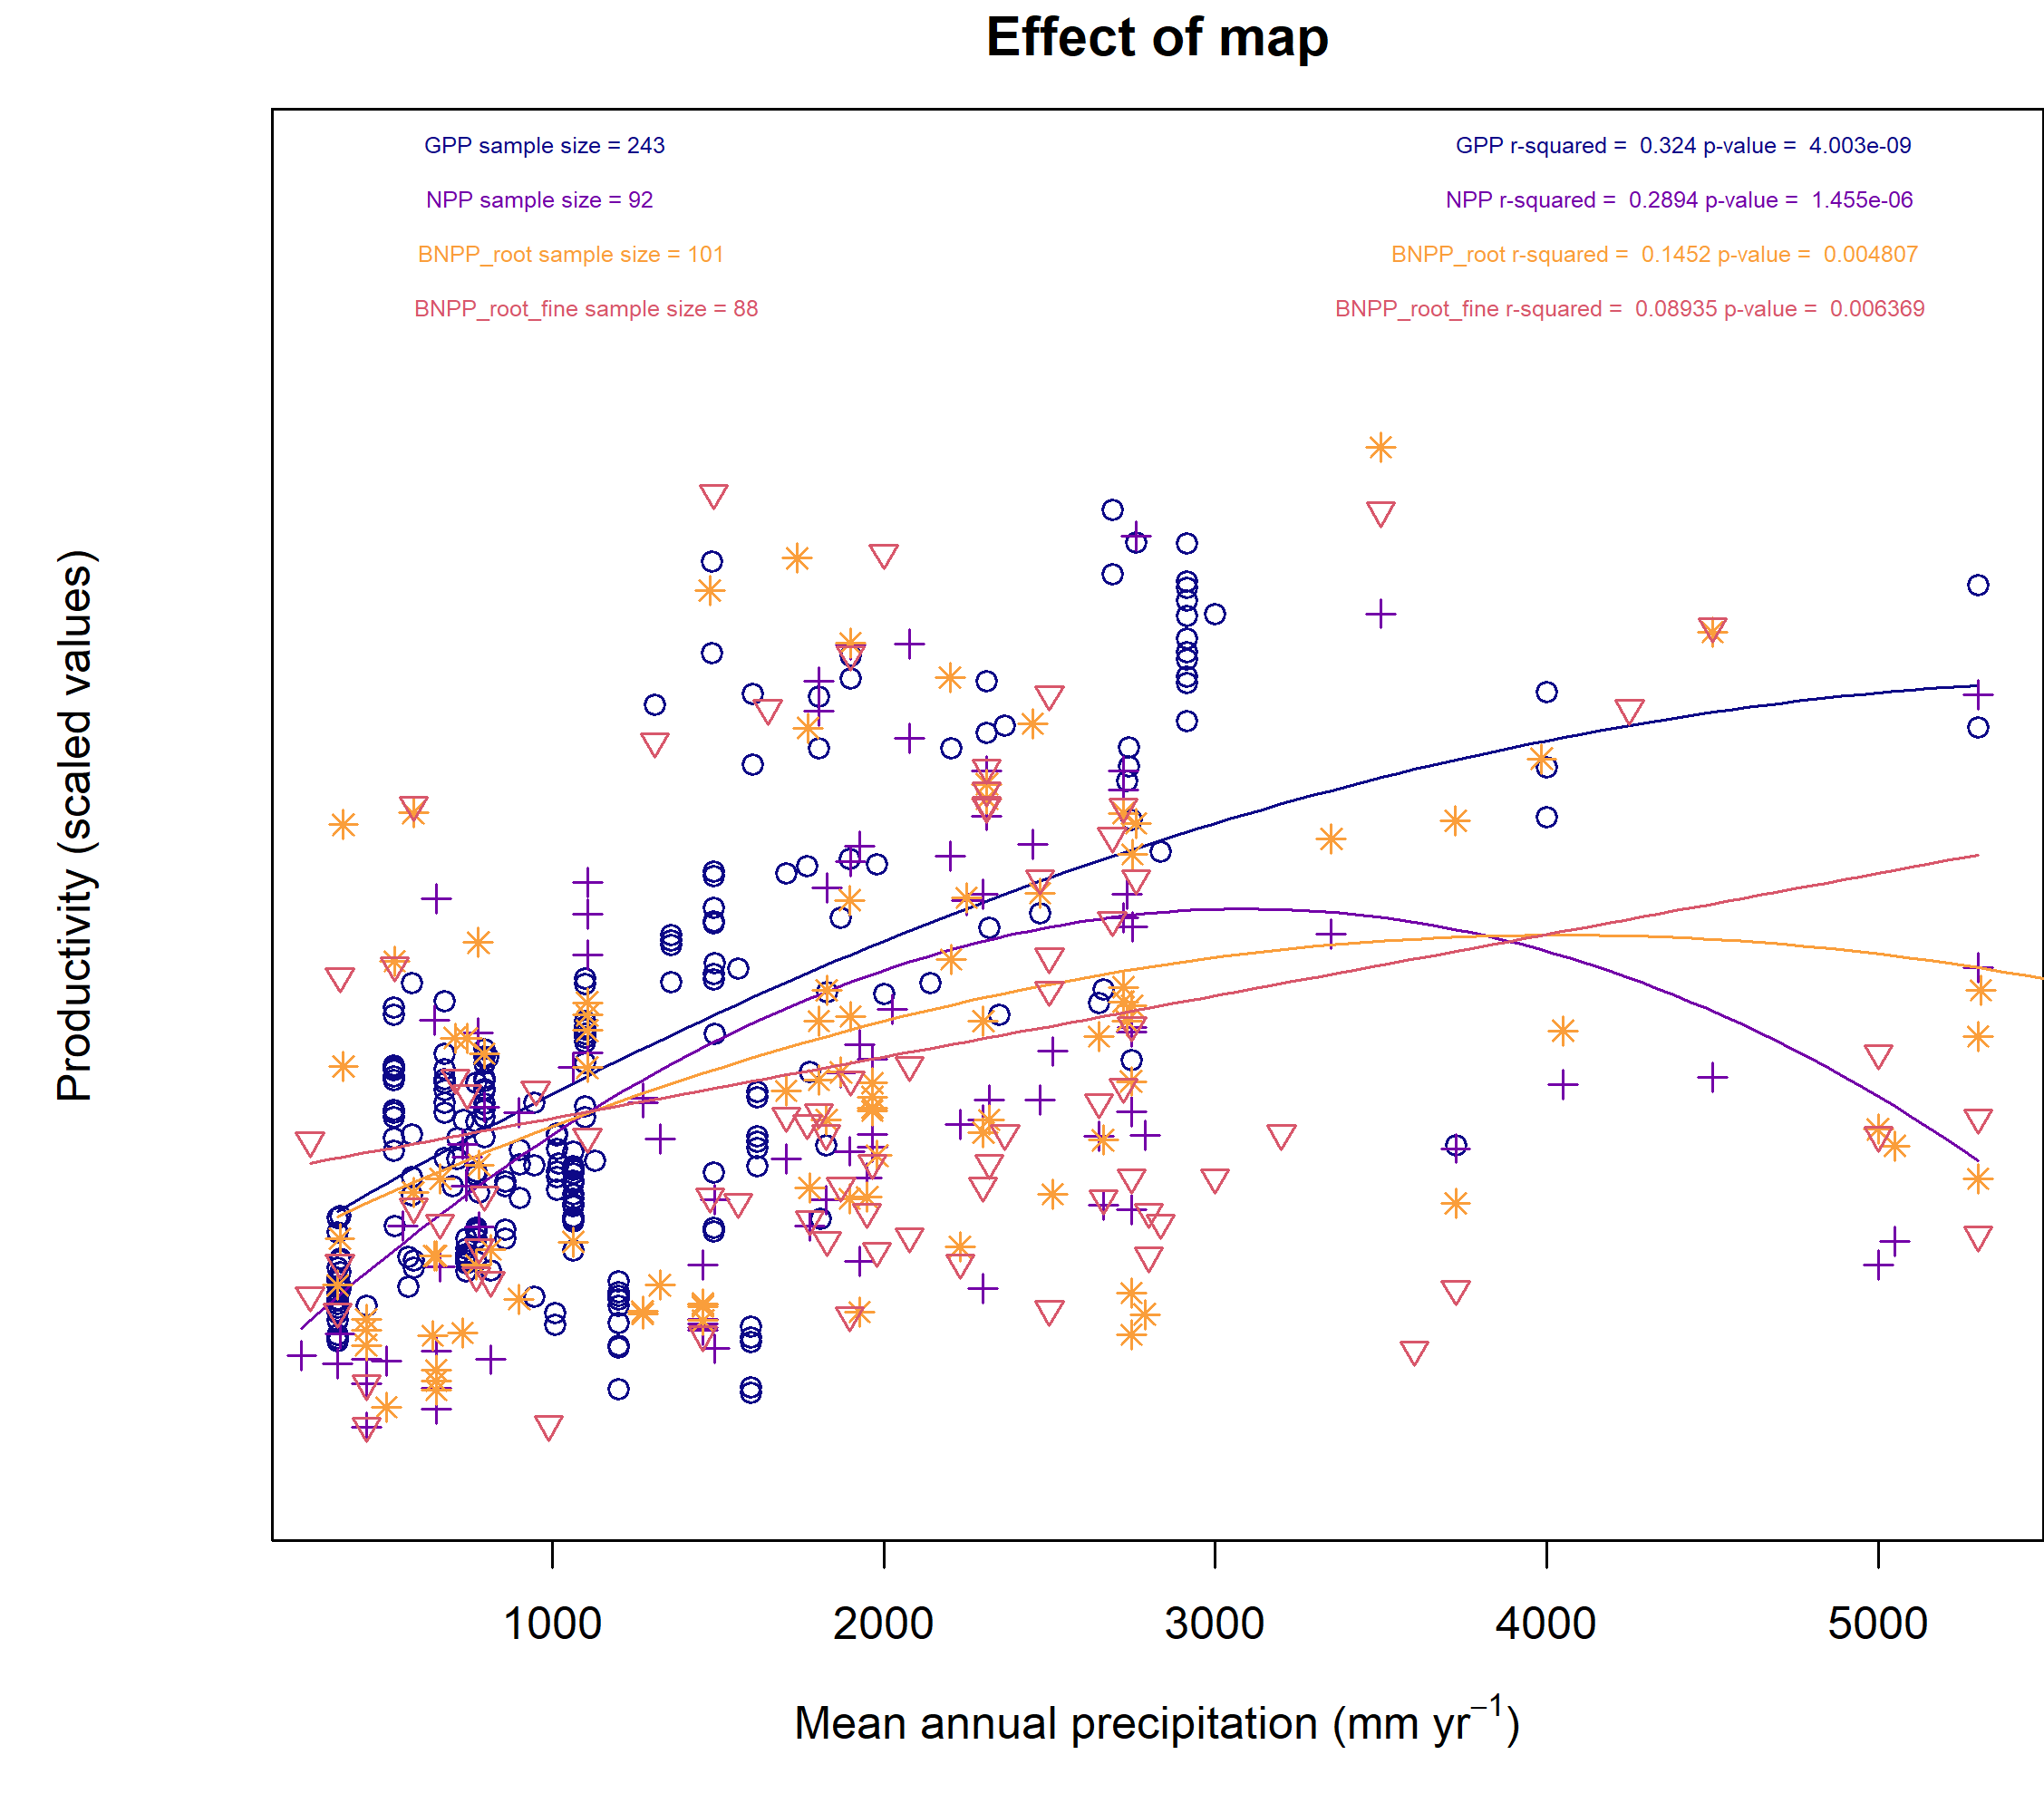 Effect of map
GPP sample size = 243
GPP r-squared = 0.324 p-value = 4.003e-09
NPP sample size = 92
NPP r-squared = 0.2894 p-value = 1.455e-06
BNPP_root sample size = 101
BNPP_root r-squared = 0.1452 p-value = 0.004807
BNPP_root_fine sample size = 88
BNPP_root_fine r-squared = 0.08935 p-value = 0.006369
Productivity (scaled values)
1000 2000 3000 4000 5000
Mean annual precipitation (mm yr⁻¹)